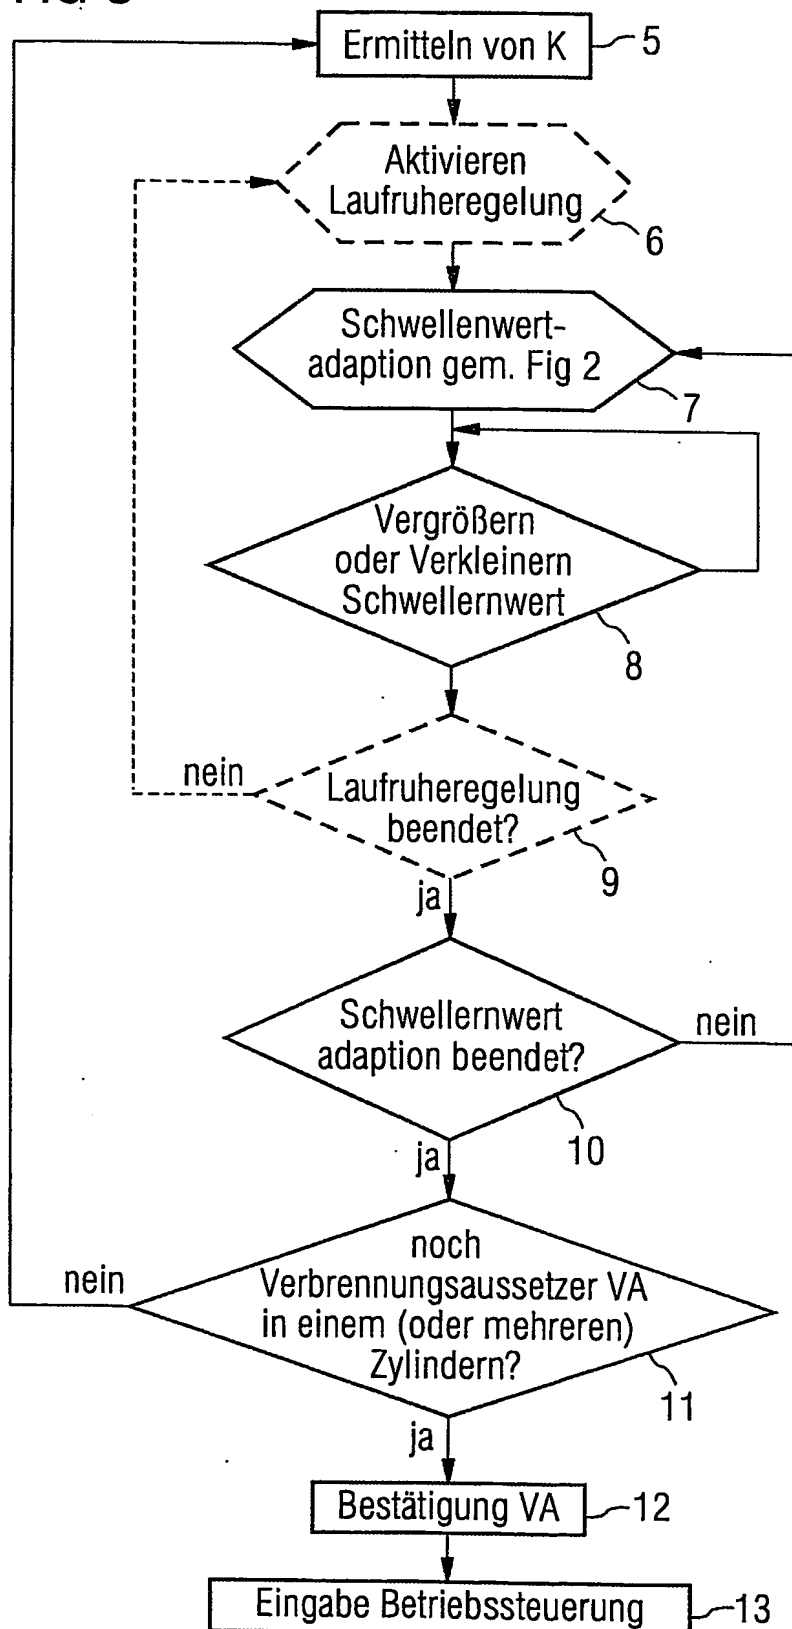 Ermitteln von K
5
Aktivieren
Laufruheregelung
6
Schwellenwert-
adaption gem. Fig 2
7
Vergrößern
oder Verkleinern
Schwellernwert
8
nein
Laufruheregelung
beendet?
9
ja
Schwellernwert
adaption beendet?
nein
10
ja
noch
Verbrennungsaussetzer VA
in einem (oder mehreren)
Zylindern?
nein
11
ja
Bestätigung VA
12
Eingabe Betriebssteuerung
13